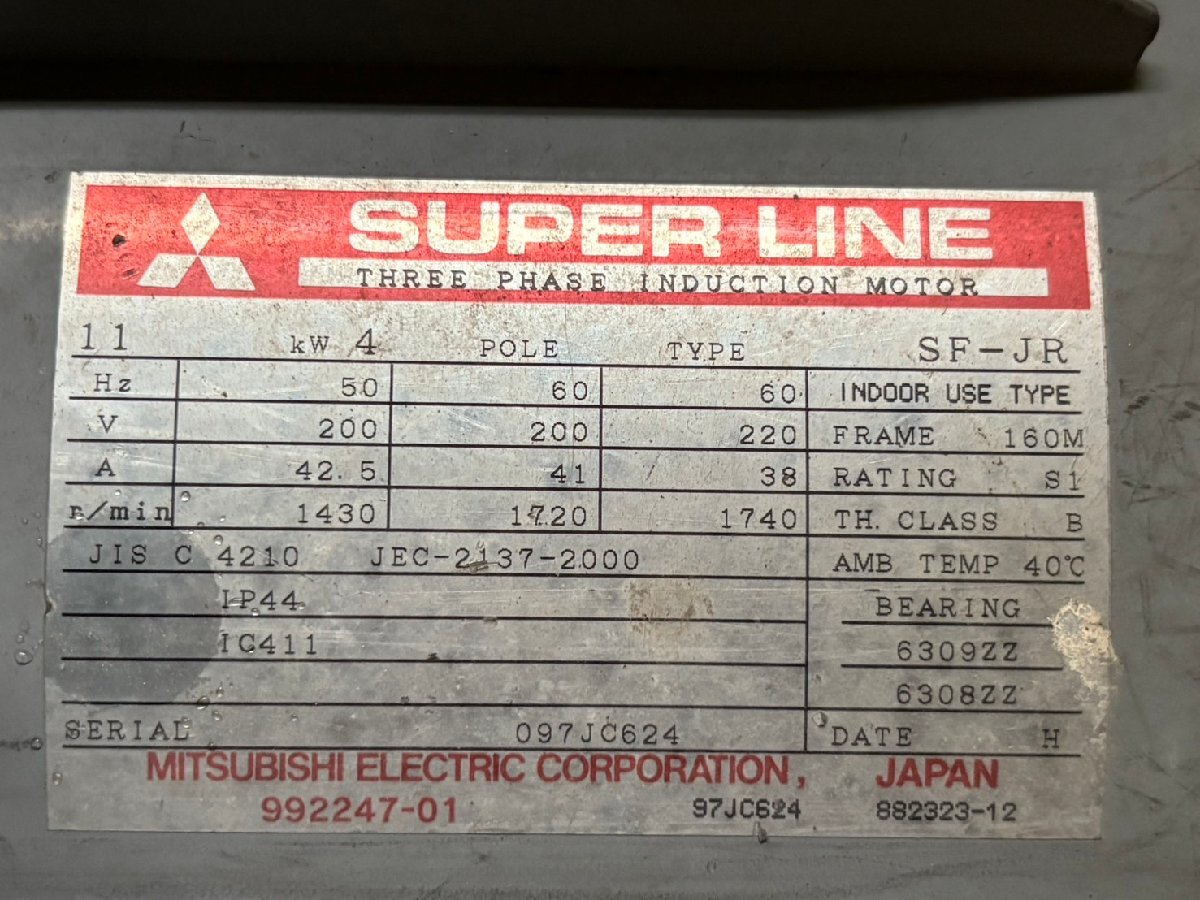 SUPER LINE
THREE PHASE INDUCTION MOTOR
11 kW 4 POLE TYPE SF-JR
Hz 50 60 60 INDOOR USE TYPE
V 200 200 220 FRAME 160M
A 42.5 41 38 RATING S1
r/min 1430 1720 1740 TH. CLASS B
JIS C 4210 JEC-2137-2000 AMB TEMP 40℃
IP44 BEARING
IC411 6309ZZ
6308ZZ
SERIAL 097JC624 DATE H
MITSUBISHI ELECTRIC CORPORATION, JAPAN
992247-01 97JC624 882323-12